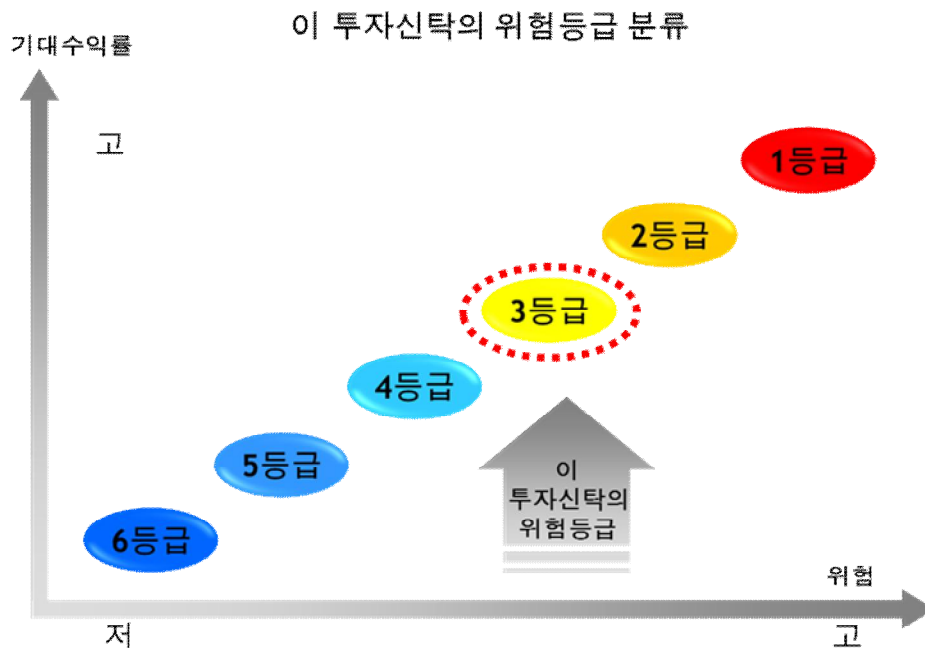 이 투자신탁의 위험등급 분류
기대수익률
고
1등급
2등급
3등급
4등급
5등급
6등급
이
투자신탁의
위험등급
위험
저
고